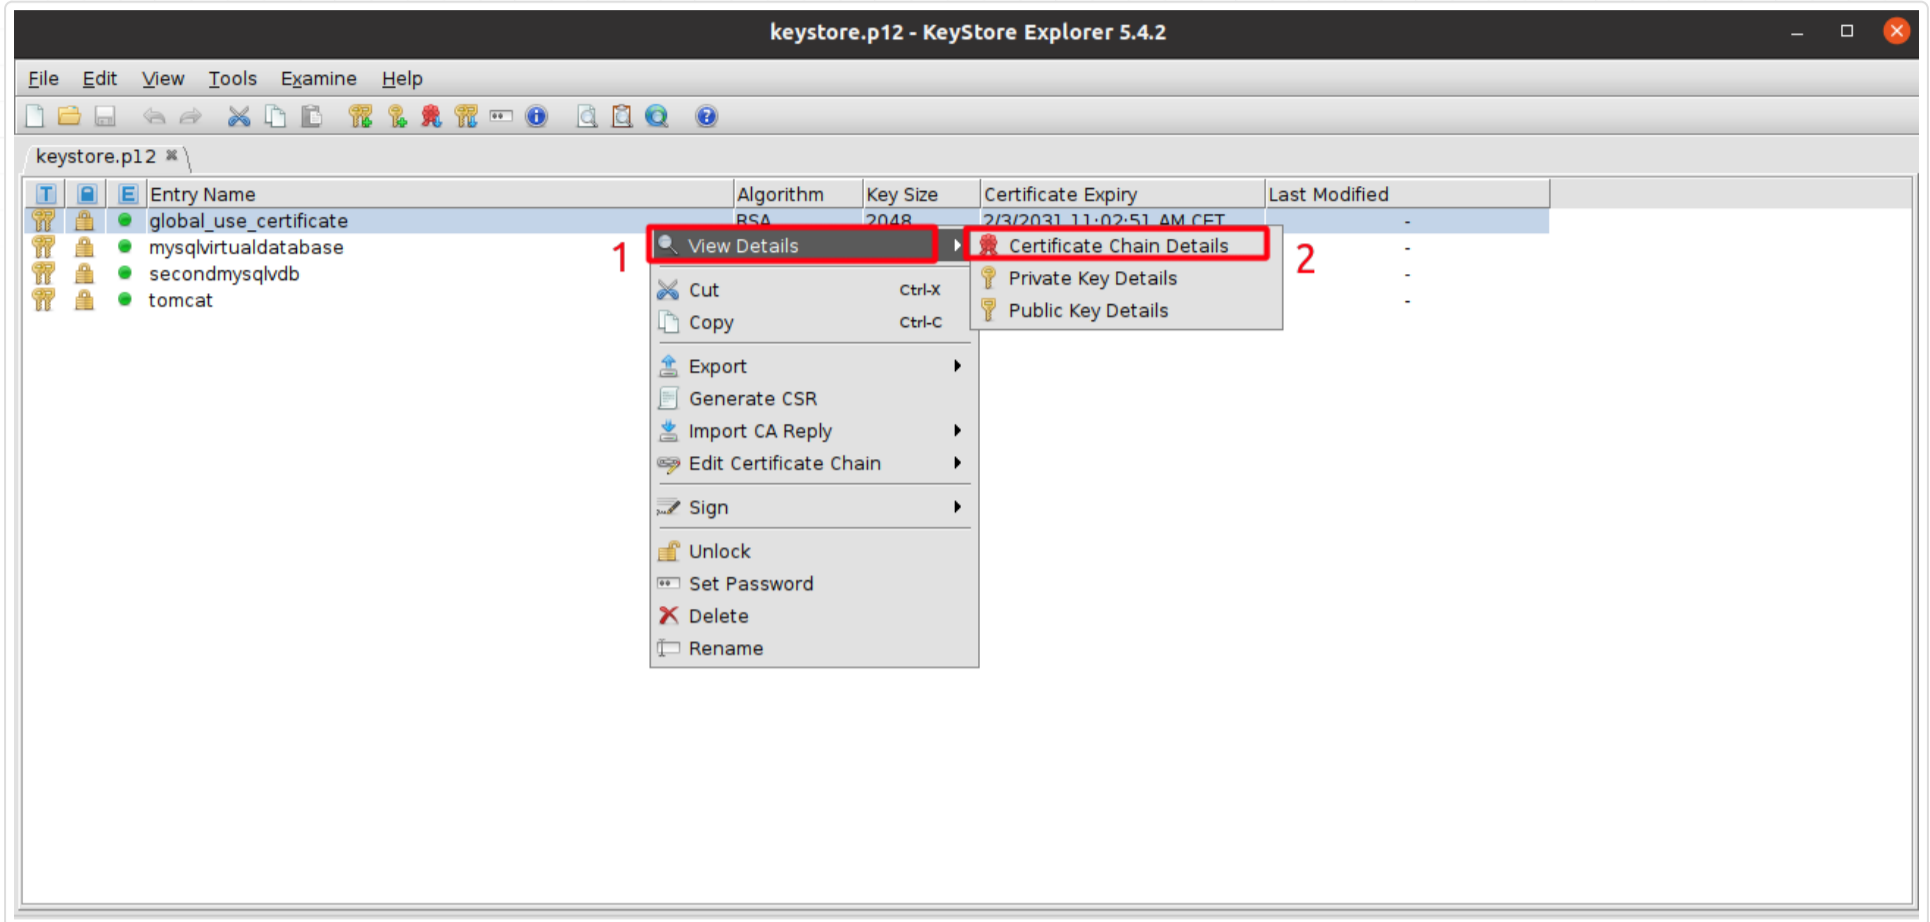 keystore.p12 - KeyStore Explorer 5.4.2
File Edit View Tools Examine Help
keystore.p12
T E Entry Name Algorithm Key Size Certificate Expiry Last Modified
global_use_certificate RSA 2048 2/3/2031 11:02:51 AM CET -
mysqlvirtualdatabase -
secondmysqlvdb -
tomcat -
1 View Details
Cut Ctrl-X
Copy Ctrl-C
Export
Generate CSR
Import CA Reply
Edit Certificate Chain
Sign
Unlock
Set Password
Delete
Rename
Certificate Chain Details 2
Private Key Details
Public Key Details